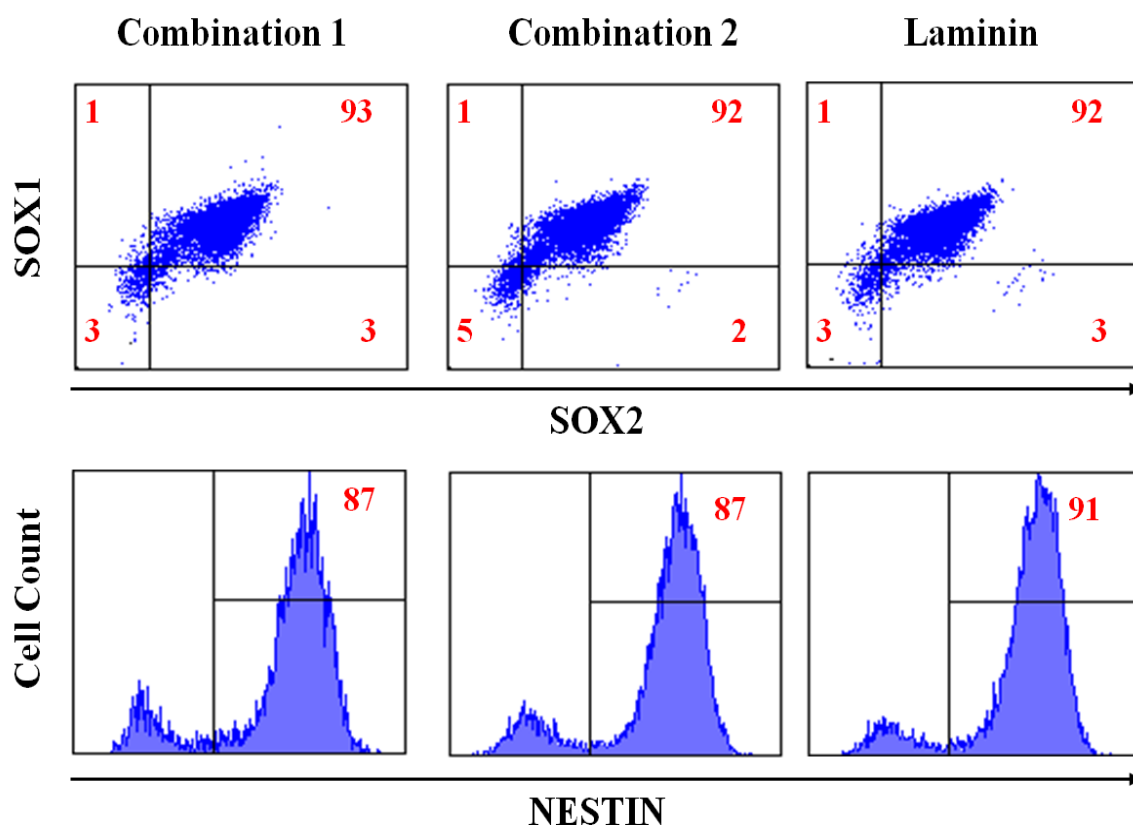 Combination 1 Combination 2 Laminin
1 93 1 92 1 92
SOX1
3 3 5 2 3 3
SOX2
87 87 91
Cell Count
NESTIN